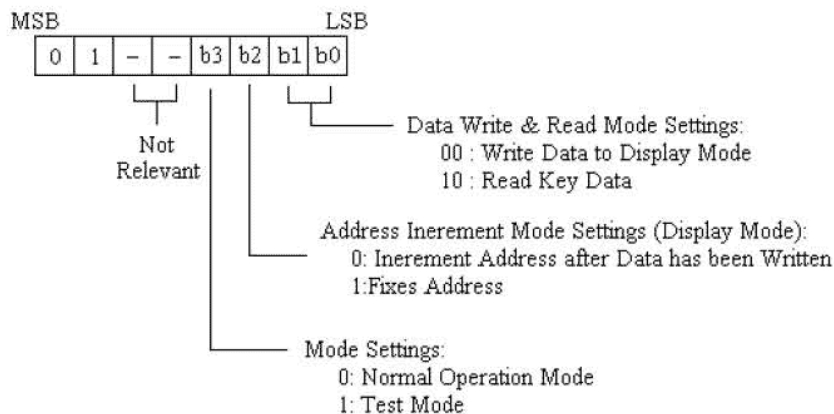 MSB LSB
0 1 – – b3 b2 b1 b0
Not
Relevant
Data Write & Read Mode Settings:
00 : Write Data to Display Mode
10 : Read Key Data
Address Inerement Mode Settings (Display Mode):
0: Inerement Address after Data has been Written
1:Fixes Address
Mode Settings:
0: Normal Operation Mode
1: Test Mode